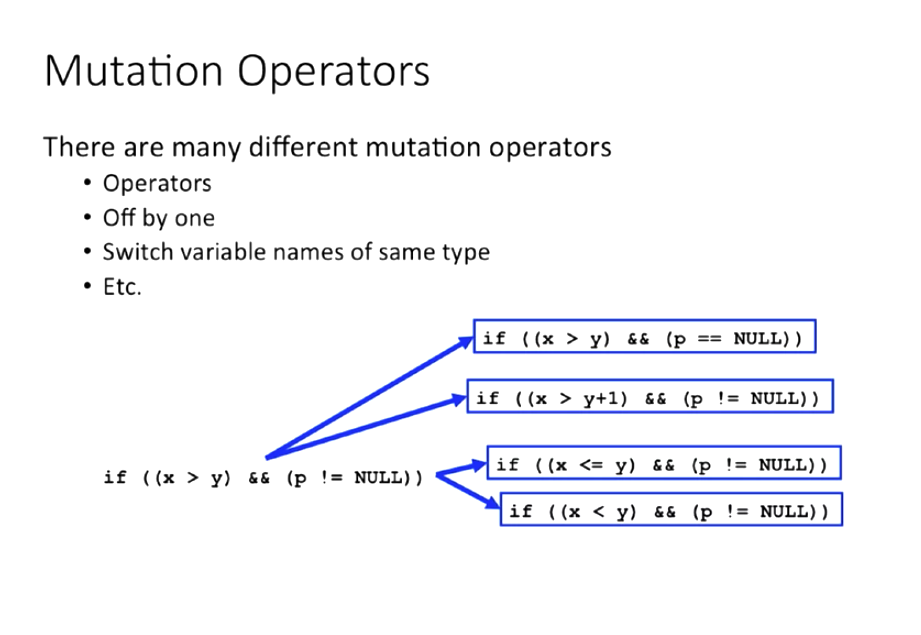 Mutation Operators
There are many different mutation operators
• Operators
• Off by one
• Switch variable names of same type
• Etc.
if ((x > y) && (p == NULL))
if ((x > y+1) && (p != NULL))
if ((x > y) && (p != NULL))
if ((x <= y) && (p != NULL))
if ((x < y) && (p != NULL))